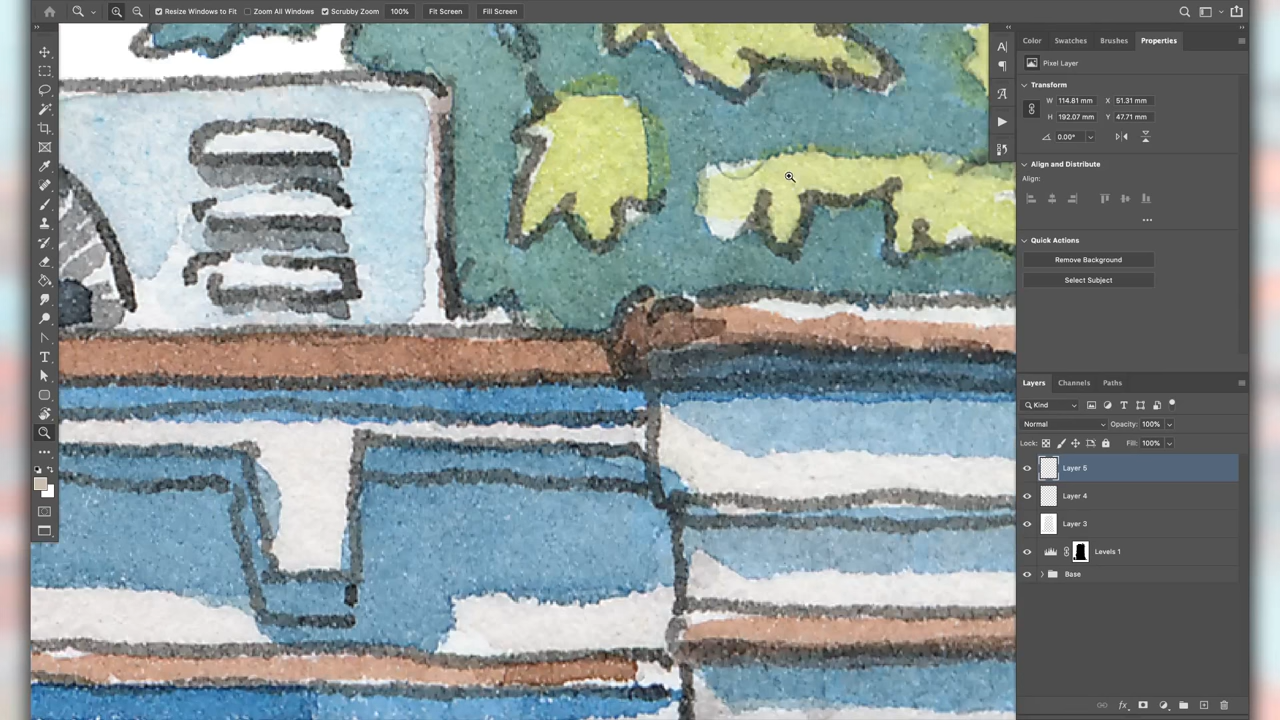 Resize Windows to Fit Zoom All Windows Scrubby Zoom 100% Fit Screen Fill Screen
Color Swatches Brushes Properties
Pixel Layer
Transform
W 114.81 mm X 51.31 mm
H 192.07 mm Y 47.71 mm
0.00°
Align and Distribute
Align:
Quick Actions
Remove Background
Select Subject
Layers Channels Paths
Kind
Normal Opacity: 100%
Lock: Fill: 100%
Layer 5
Layer 4
Layer 3
Levels 1
Base